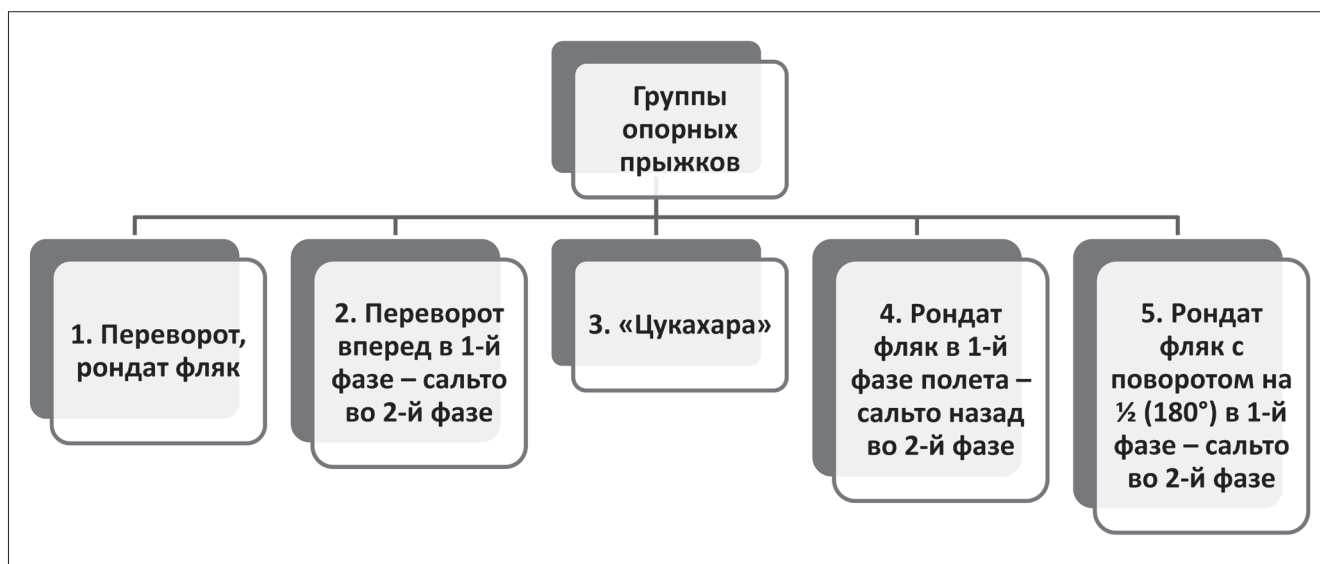 Группы
опорных
прыжков
1. Переворот,
рондат фляк
2. Переворот
вперед в 1-й
фазе – сальто
во 2-й фазе
3. «Цукахара»
4. Рондат
фляк в 1-й
фазе полета –
сальто назад
во 2-й фазе
5. Рондат
фляк с
поворотом на
½ (180°) в 1-й
фазе – сальто
во 2-й фазе